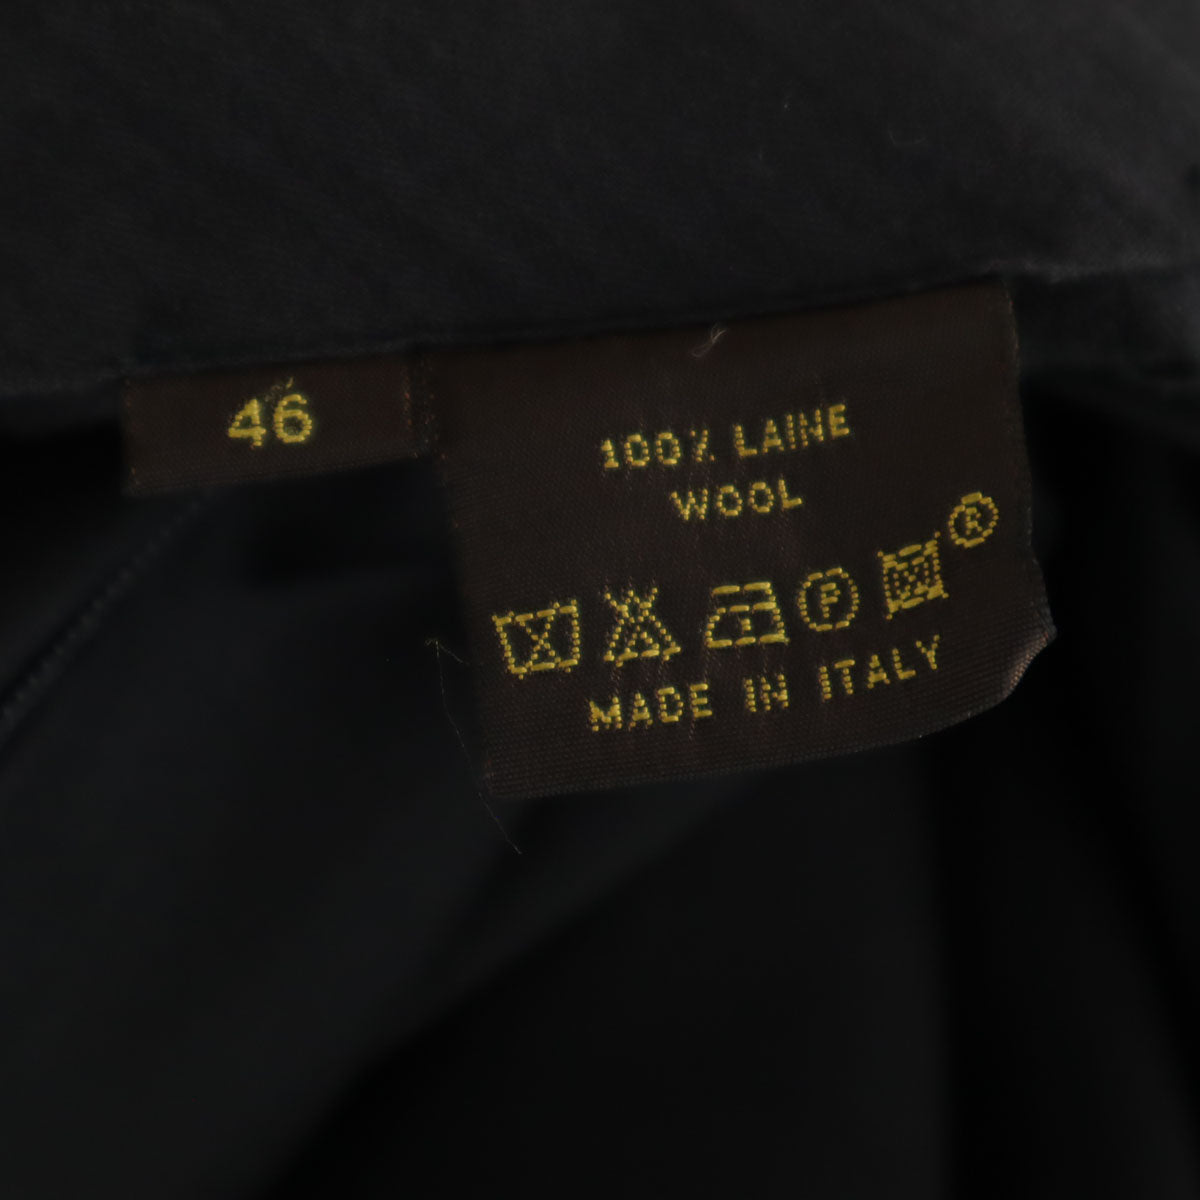 46
100% LAINE
WOOL
P ®
MADE IN ITALY